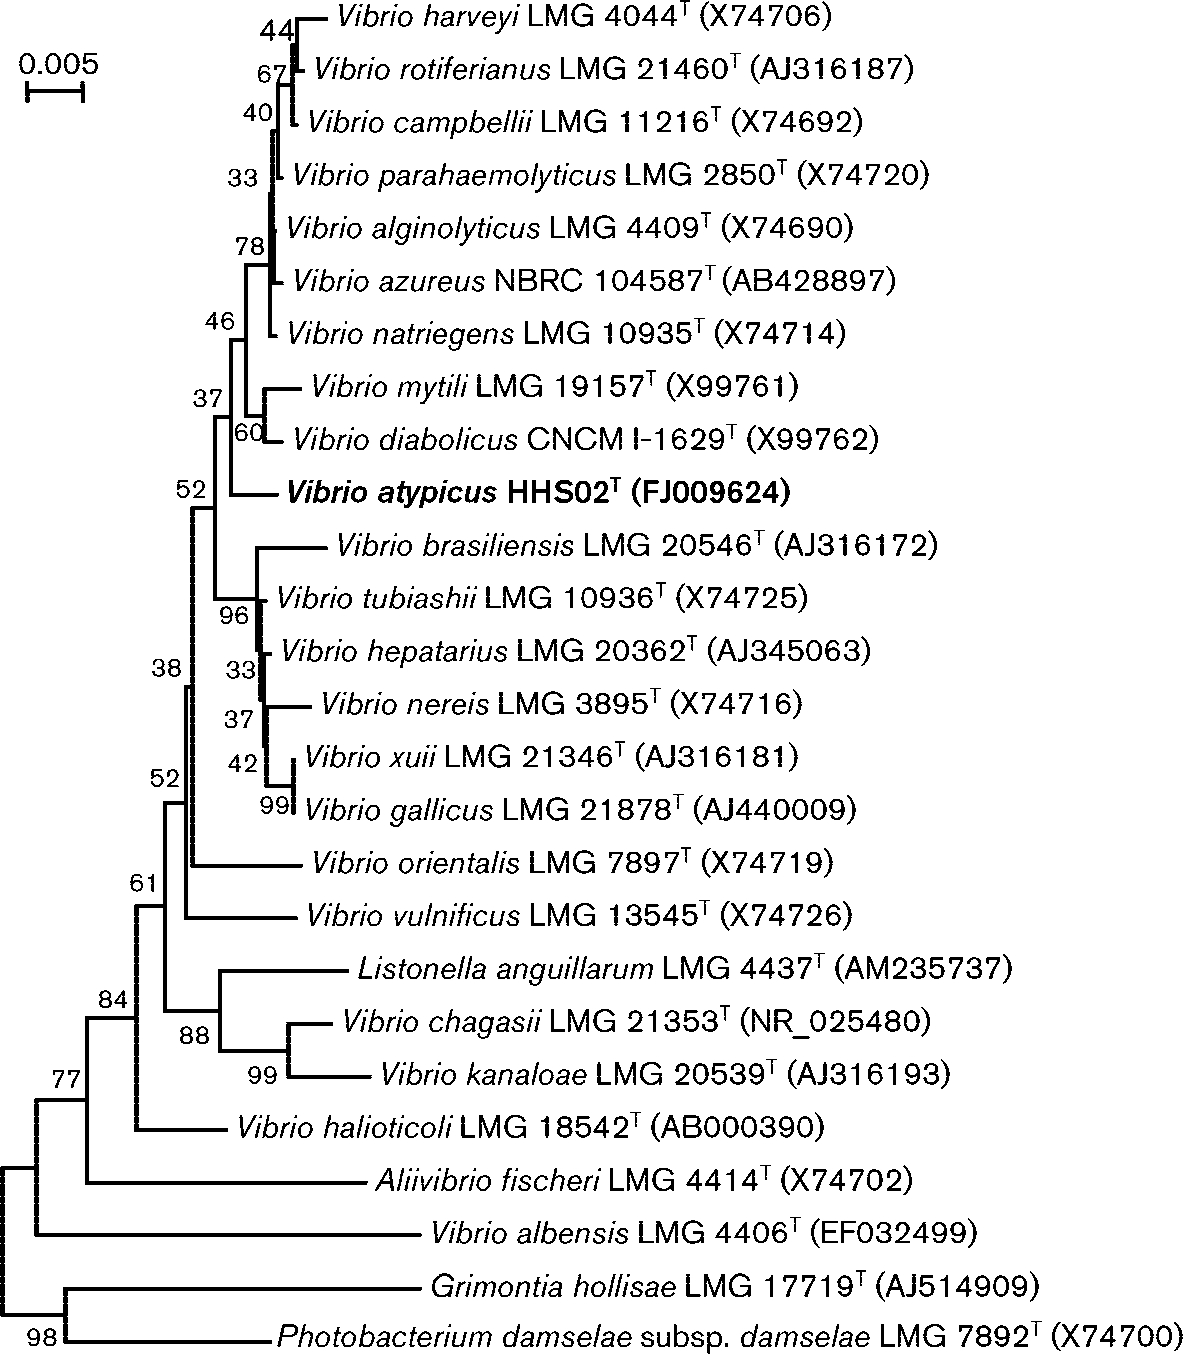 44
Vibrio harveyi LMG 4044T (X74706)
0.005
67
Vibrio rotiferianus LMG 21460T (AJ316187)
40
Vibrio campbellii LMG 11216T (X74692)
33
Vibrio parahaemolyticus LMG 2850T (X74720)
Vibrio alginolyticus LMG 4409T (X74690)
78
Vibrio azureus NBRC 104587T (AB428897)
46
Vibrio natriegens LMG 10935T (X74714)
37
Vibrio mytili LMG 19157T (X99761)
60
Vibrio diabolicus CNCM I-1629T (X99762)
52
Vibrio atypicus HHS02T (FJ009624)
Vibrio brasiliensis LMG 20546T (AJ316172)
96
Vibrio tubiashii LMG 10936T (X74725)
38
33
Vibrio hepatarius LMG 20362T (AJ345063)
37
Vibrio nereis LMG 3895T (X74716)
52
42
Vibrio xuii LMG 21346T (AJ316181)
99
Vibrio gallicus LMG 21878T (AJ440009)
Vibrio orientalis LMG 7897T (X74719)
61
Vibrio vulnificus LMG 13545T (X74726)
Listonella anguillarum LMG 4437T (AM235737)
84
88
Vibrio chagasii LMG 21353T (NR_025480)
77
99
Vibrio kanaloae LMG 20539T (AJ316193)
Vibrio halioticoli LMG 18542T (AB000390)
Aliivibrio fischeri LMG 4414T (X74702)
Vibrio albensis LMG 4406T (EF032499)
Grimontia hollisae LMG 17719T (AJ514909)
98
Photobacterium damselae subsp. damselae LMG 7892T (X74700)